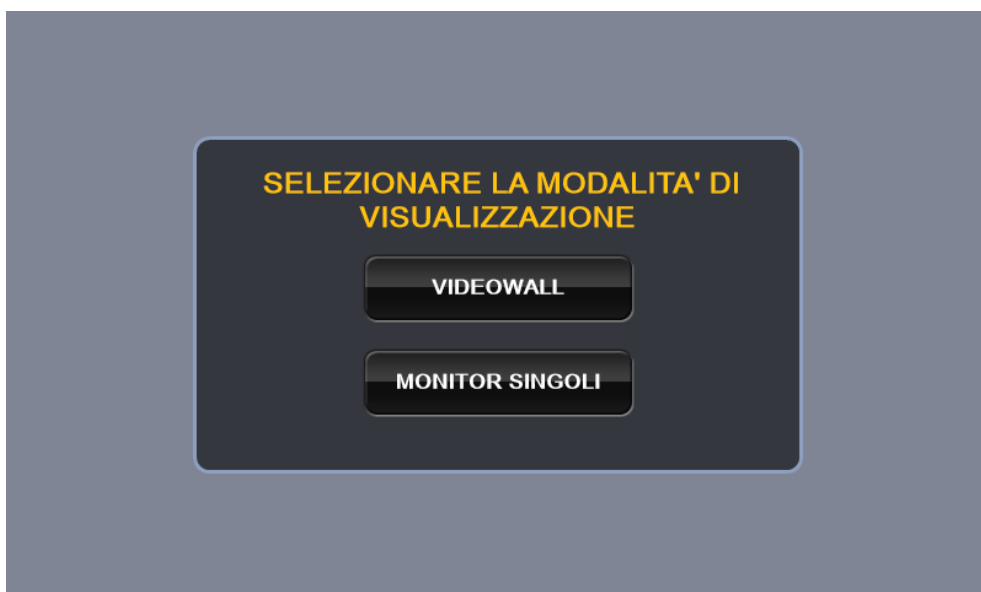 SELEZIONARE LA MODALITA' DI
VISUALIZZAZIONE
VIDEOWALL
MONITOR SINGOLI